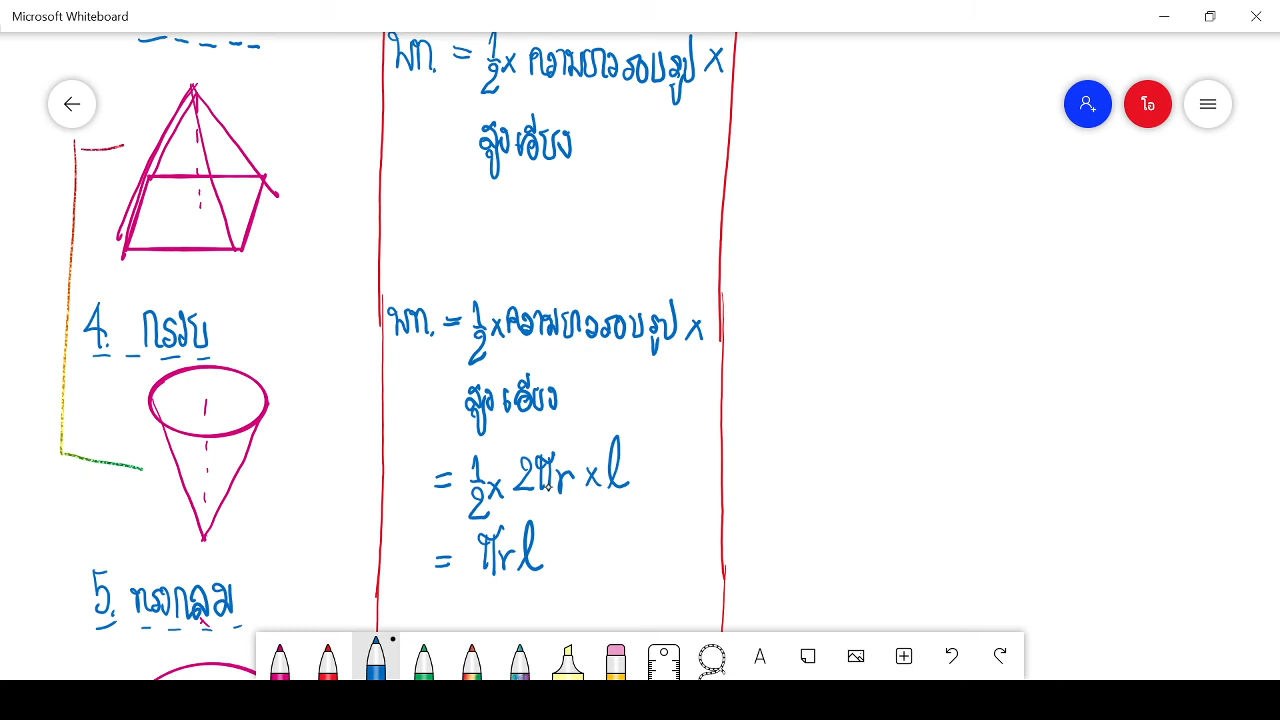 Microsoft Whiteboard
พท. = 1/2 x ความยาวรอบรูป x
สูงเอียง
โอ
4. กรวย
พท. = 1/2 x ความยาวรอบรูป x
สูงเอียง
= 1/2 x 2πr x l
= πrl
5. ทรงกลม
A